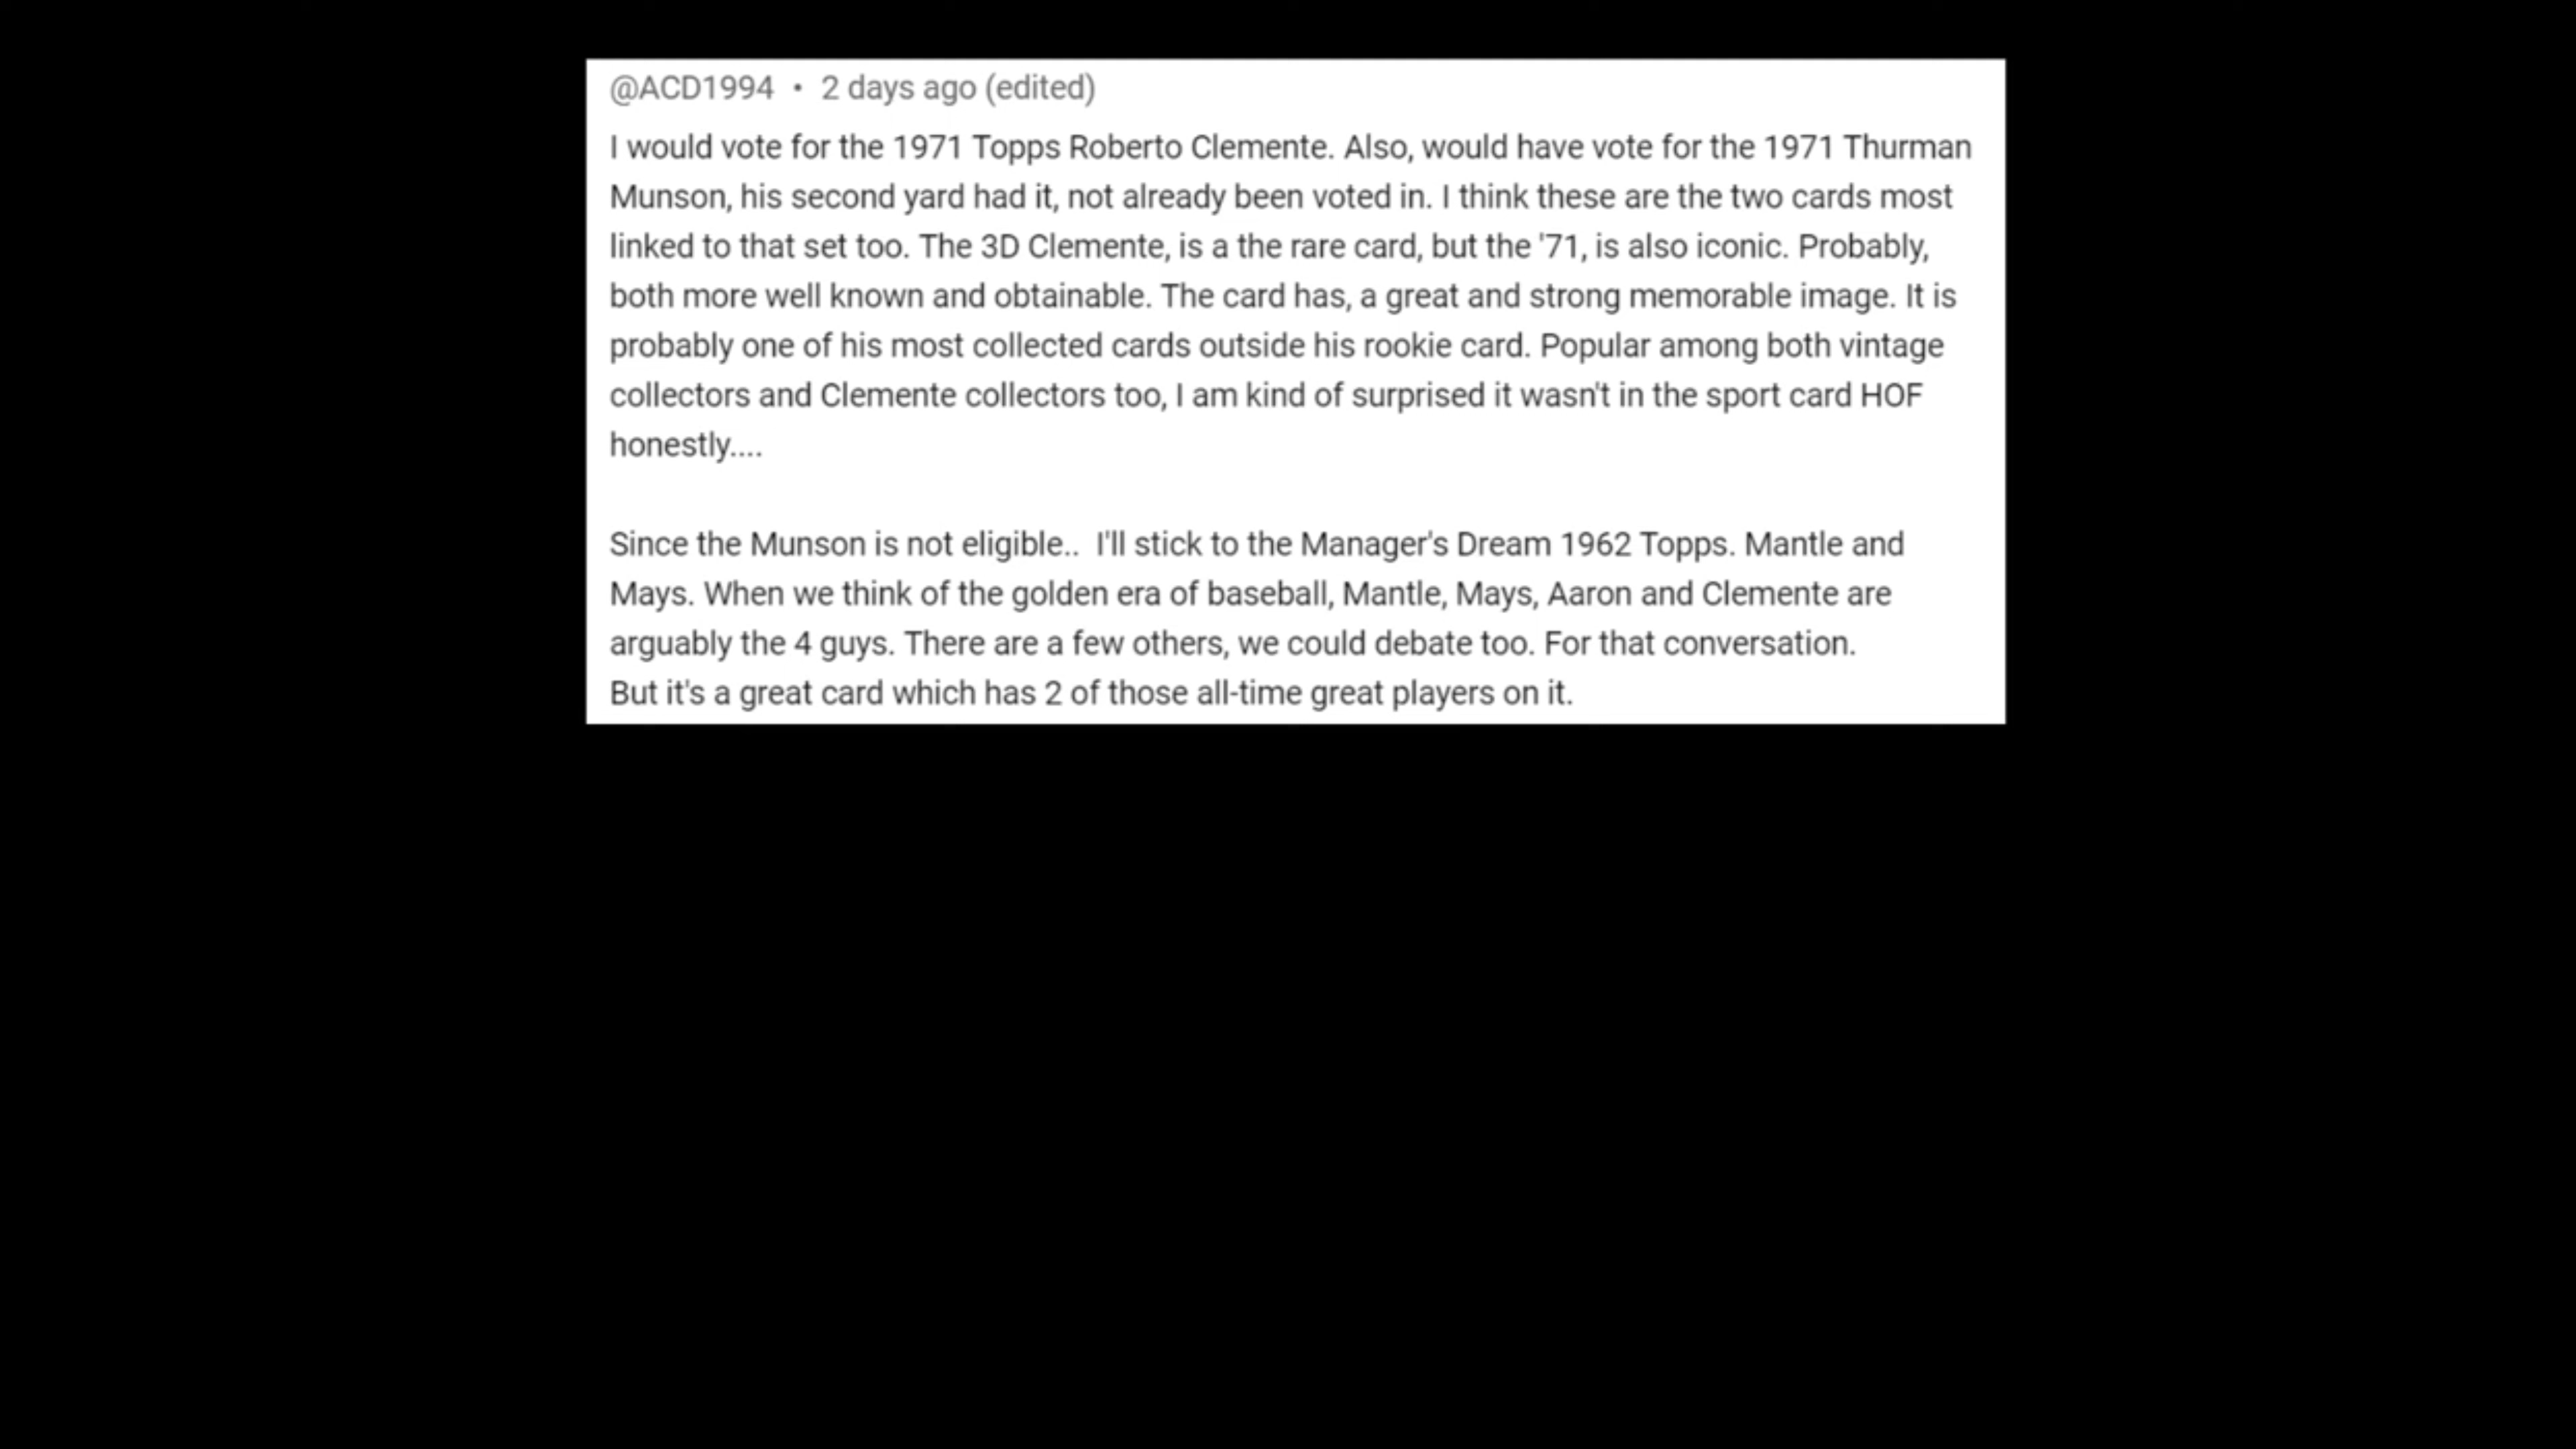 @ACD1994 • 2 days ago (edited)
I would vote for the 1971 Topps Roberto Clemente. Also, would have vote for the 1971 Thurman
Munson, his second yard had it, not already been voted in. I think these are the two cards most
linked to that set too. The 3D Clemente, is a the rare card, but the '71, is also iconic. Probably,
both more well known and obtainable. The card has, a great and strong memorable image. It is
probably one of his most collected cards outside his rookie card. Popular among both vintage
collectors and Clemente collectors too, I am kind of surprised it wasn't in the sport card HOF
honestly....
Since the Munson is not eligible..  I'll stick to the Manager's Dream 1962 Topps. Mantle and
Mays. When we think of the golden era of baseball, Mantle, Mays, Aaron and Clemente are
arguably the 4 guys. There are a few others, we could debate too. For that conversation.
But it's a great card which has 2 of those all-time great players on it.